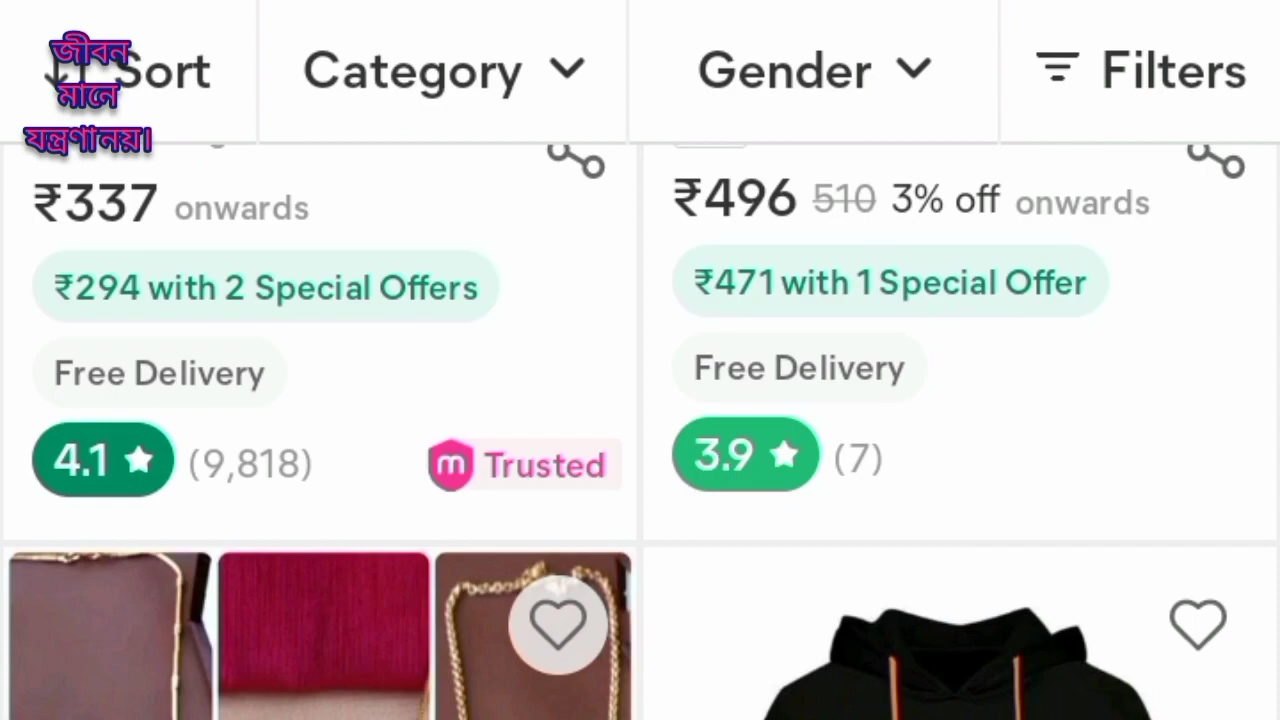 জীবন
মানে
যন্ত্রণানয়।
Sort
Category
Gender
Filters
₹337 onwards
₹496 510 3% off onwards
₹294 with 2 Special Offers
₹471 with 1 Special Offer
Free Delivery
Free Delivery
4.1 ★ (9,818)
m Trusted
3.9 ★ (7)